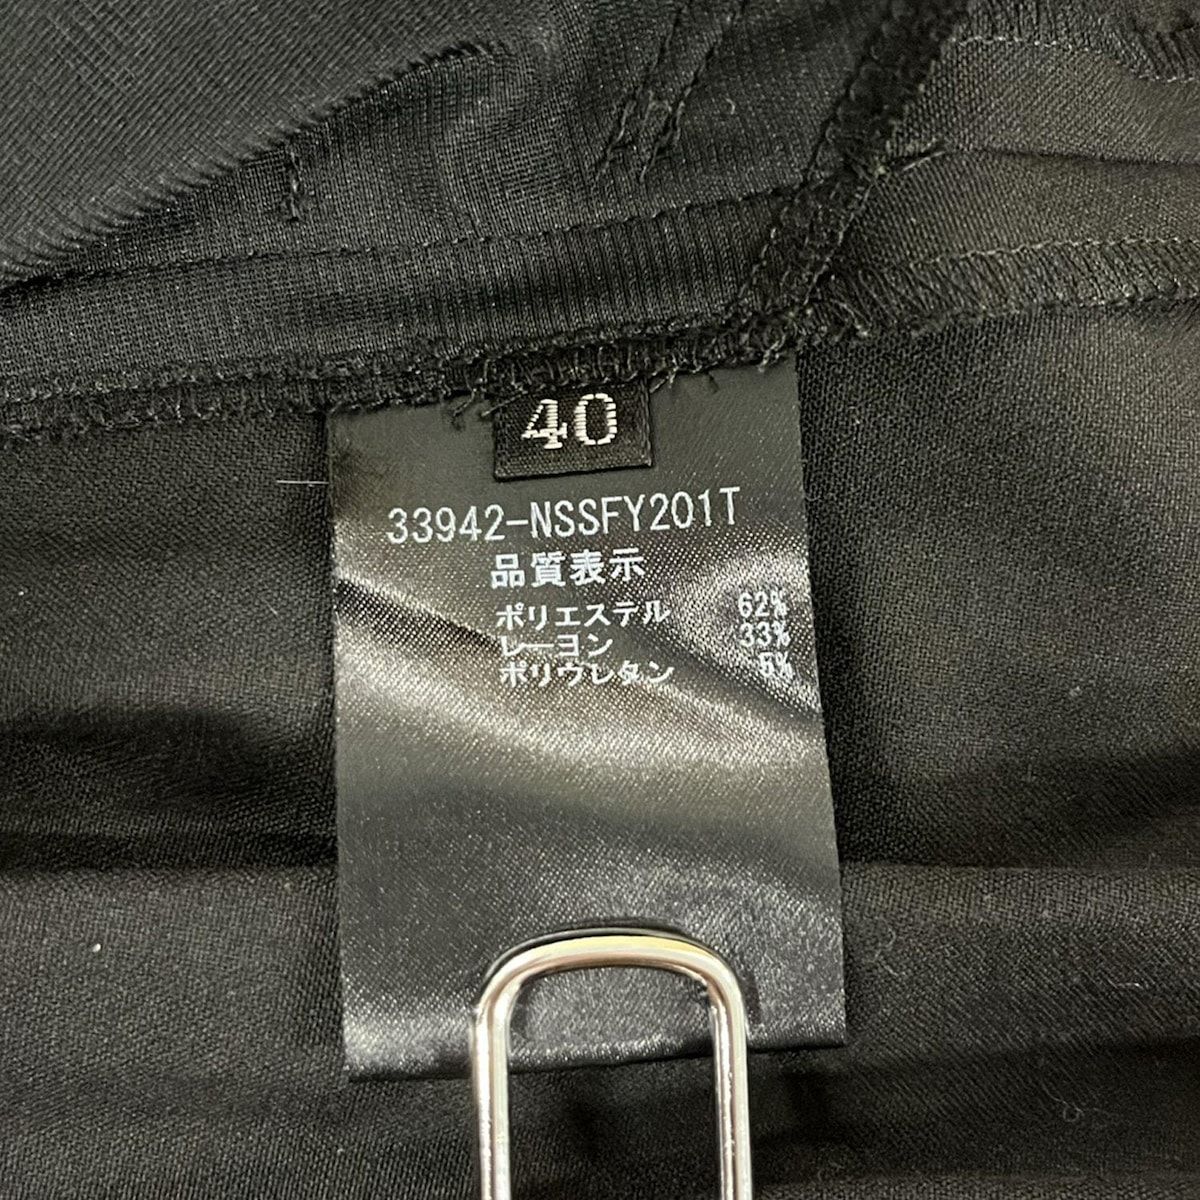 40
33942-NSSFY201T
品質表示
ポリエステル 62%
レーヨン 33%
ポリウレタン 5%